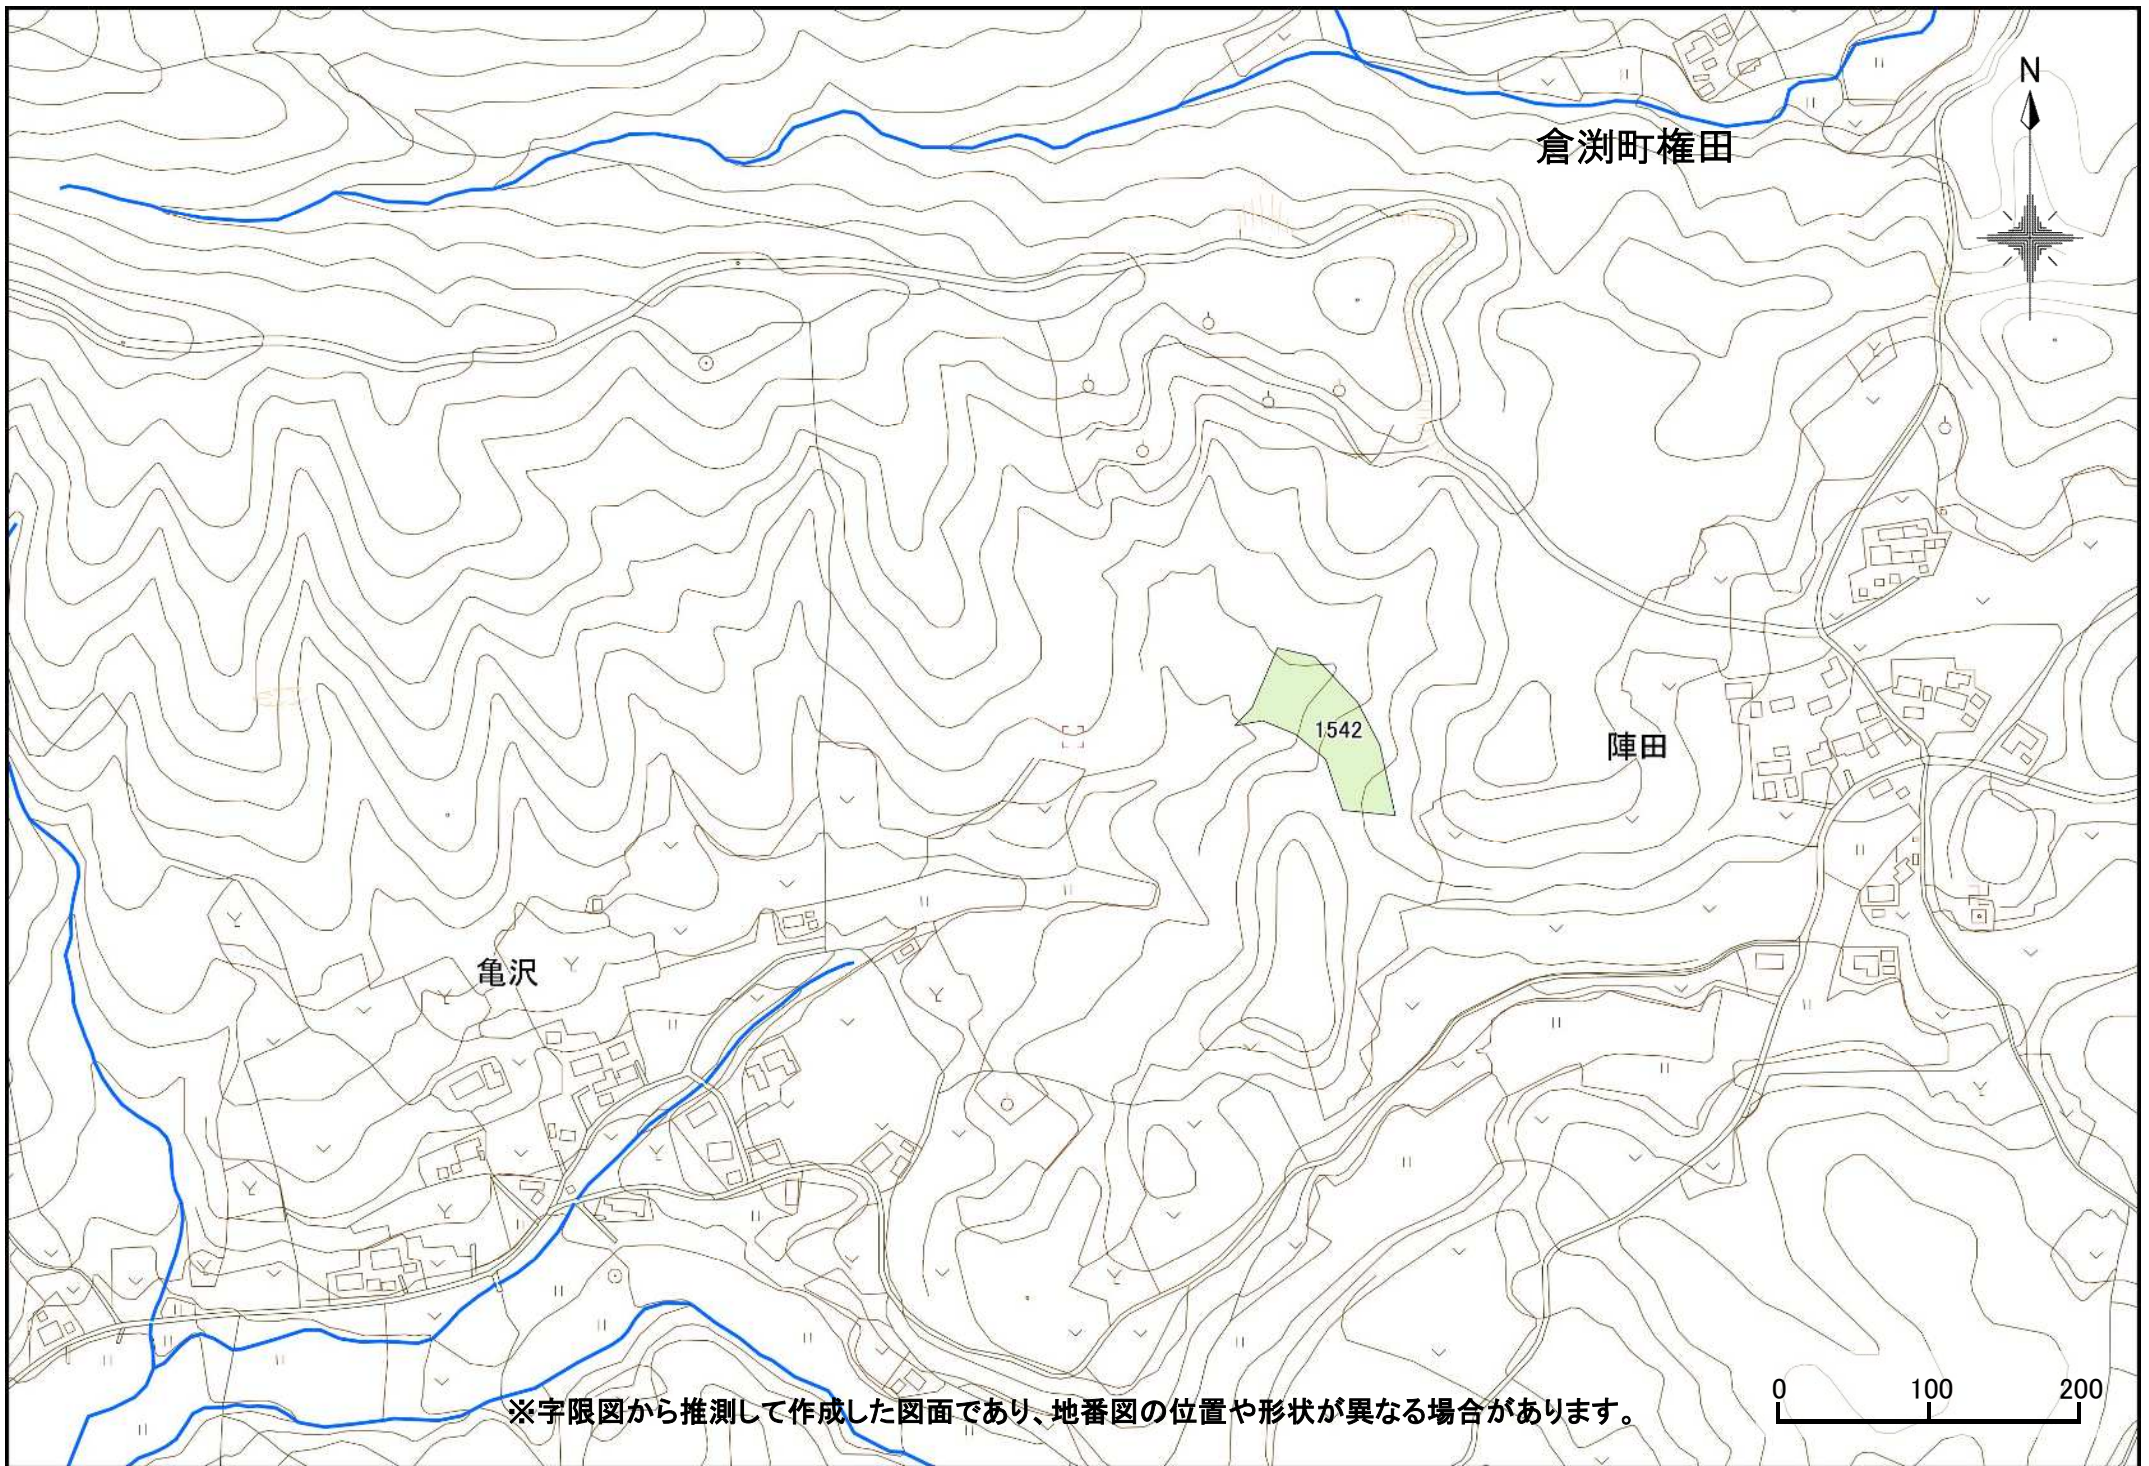 N
倉渕町権田
1542
陣田
亀沢
0 100 200
※字限図から推測して作成した図面であり、地番図の位置や形状が異なる場合があります。